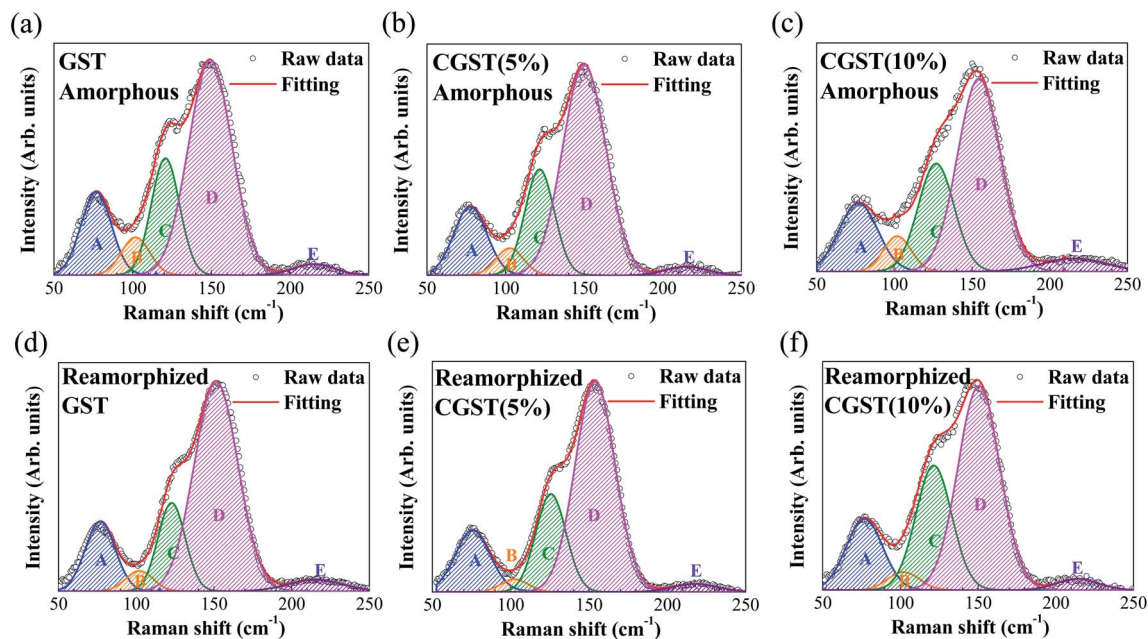 (a)
GST
Amorphous
Raw data
Fitting
A
B
C
D
E
Intensity (Arb. units)
50 100 150 200 250
Raman shift (cm⁻¹)
(b)
CGST(5%)
Amorphous
Raw data
Fitting
A
B
C
D
E
Intensity (Arb. units)
50 100 150 200 250
Raman shift (cm⁻¹)
(c)
CGST(10%)
Amorphous
Raw data
Fitting
A
B
C
D
E
Intensity (Arb. units)
50 100 150 200 250
Raman shift (cm⁻¹)
(d)
Reamorphized
GST
Raw data
Fitting
A
B
C
D
E
Intensity (Arb. units)
50 100 150 200 250
Raman shift (cm⁻¹)
(e)
Reamorphized
CGST(5%)
Raw data
Fitting
A
B
C
D
E
Intensity (Arb. units)
50 100 150 200 250
Raman shift (cm⁻¹)
(f)
Reamorphized
CGST(10%)
Raw data
Fitting
A
B
C
D
E
Intensity (Arb. units)
50 100 150 200 250
Raman shift (cm⁻¹)